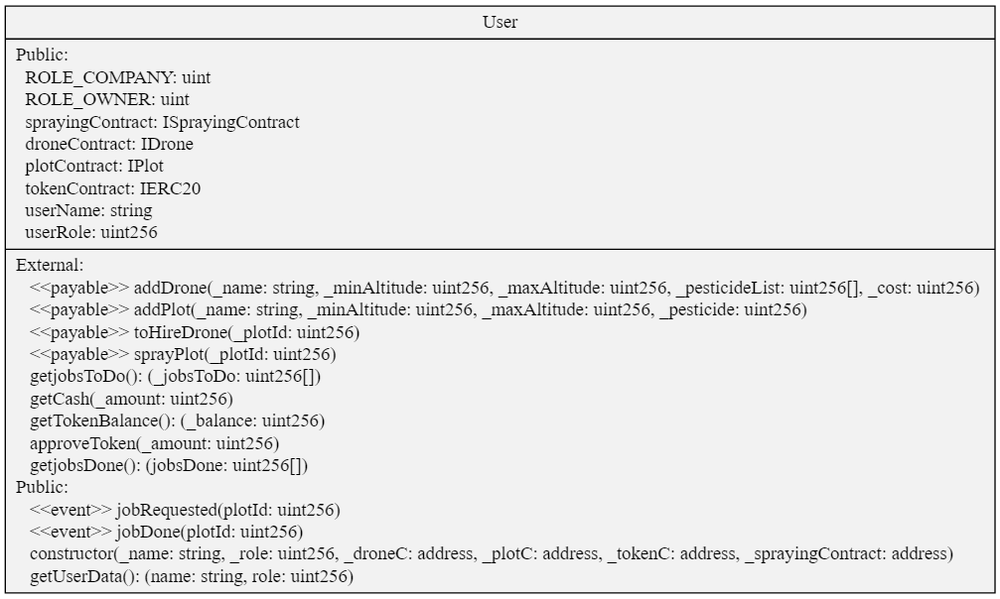 User
Public:
ROLE_COMPANY: uint
ROLE_OWNER: uint
sprayingContract: ISprayingContract
droneContract: IDrone
plotContract: IPlot
tokenContract: IERC20
userName: string
userRole: uint256
External:
<<payable>> addDrone(_name: string, _minAltitude: uint256, _maxAltitude: uint256, _pesticideList: uint256[], _cost: uint256)
<<payable>> addPlot(_name: string, _minAltitude: uint256, _maxAltitude: uint256, _pesticide: uint256)
<<payable>> toHireDrone(_plotId: uint256)
<<payable>> sprayPlot(_plotId: uint256)
getjobsToDo(): (_jobsToDo: uint256[])
getCash(_amount: uint256)
getTokenBalance(): (_balance: uint256)
approveToken(_amount: uint256)
getjobsDone(): (jobsDone: uint256[])
Public:
<<event>> jobRequested(plotId: uint256)
<<event>> jobDone(plotId: uint256)
constructor(_name: string, _role: uint256, _droneC: address, _plotC: address, _tokenC: address, _sprayingContract: address)
getUserData(): (name: string, role: uint256)